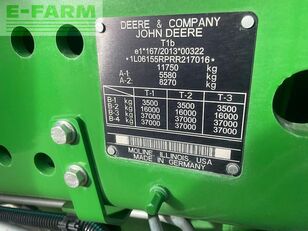 E-FARM
DEERE & COMPANY
JOHN DEERE
T1b
e1*167/2013*00322
*1L06155RPRR217016*
11750 kg
A-1: 5580 kg
A-2: 8270 kg
T-1 T-2 T-3
B-1 3500 3500 3500 kg
B-2 16000 16000 16000 kg
B-3 37000 37000 37000 kg
B-4 37000 37000 37000 kg
MOLINE, ILLINOIS, USA
MADE IN GERMANY